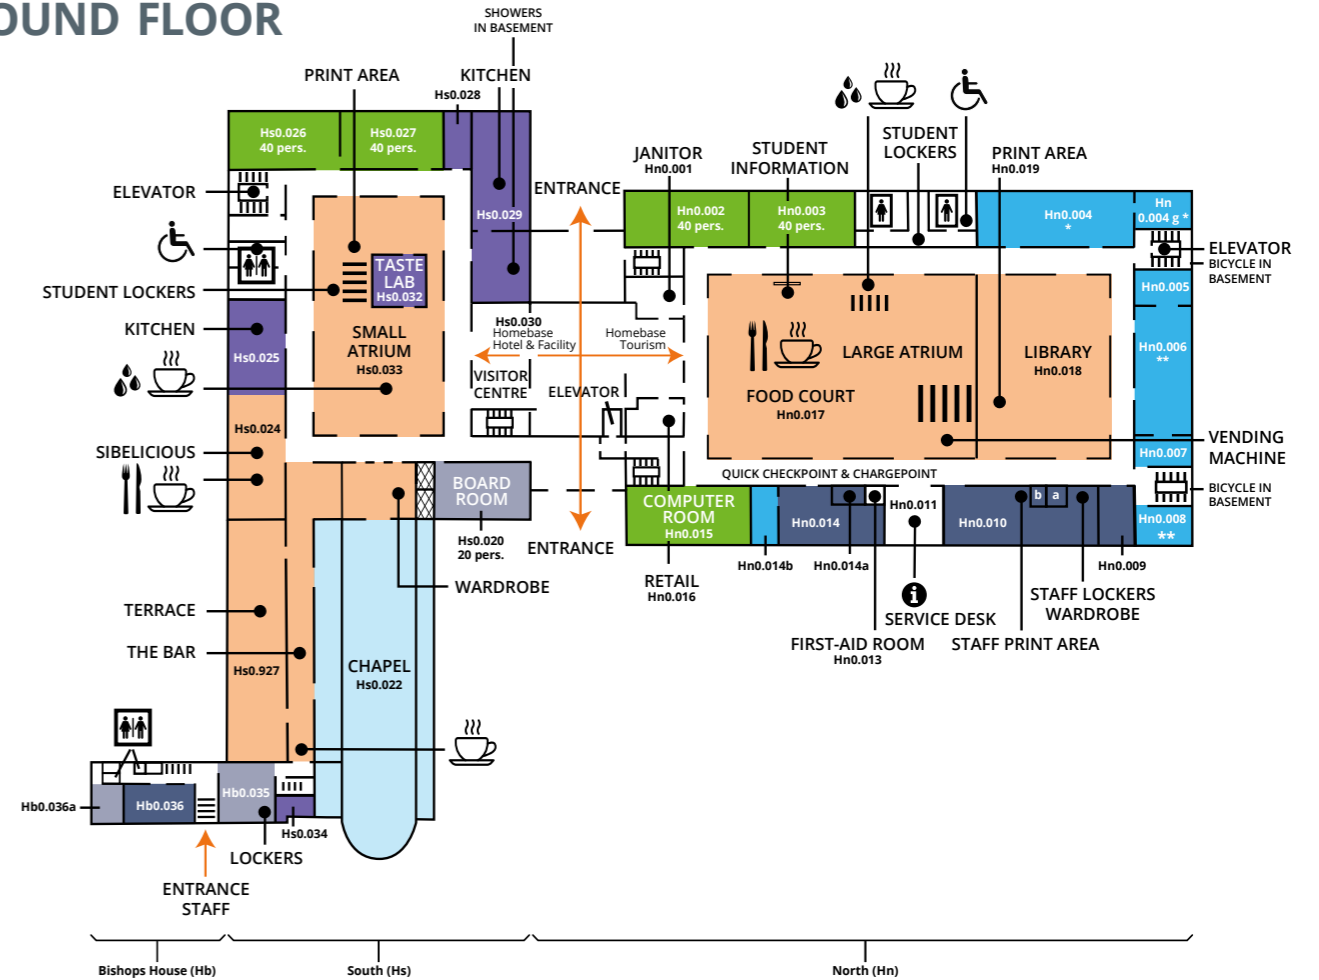 OUND FLOOR
SHOWERS
IN BASEMENT
PRINT AREA
KITCHEN
Hs0.028
Hs0.026
40 pers.
Hs0.027
40 pers.
ELEVATOR
STUDENT LOCKERS
KITCHEN
Hs0.025
TASTE
LAB
Hs0.032
SMALL
ATRIUM
Hs0.033
Hs0.029
ENTRANCE
Hs0.030
Homebase
Hotel & Facility
Homebase
Tourism
VISITOR
CENTRE
ELEVATOR
Hs0.024
SIBELICIOUS
BOARD
ROOM
Hs0.020
20 pers.
ENTRANCE
WARDROBE
TERRACE
THE BAR
Hs0.927
CHAPEL
Hs0.022
Hb0.036a
Hb0.036
Hb0.035
Hs0.034
LOCKERS
ENTRANCE
STAFF
JANITOR
Hn0.001
STUDENT
INFORMATION
STUDENT
LOCKERS
PRINT AREA
Hn0.019
Hn0.002
40 pers.
Hn0.003
40 pers.
Hn0.004
*
Hn
0.004 g *
ELEVATOR
BICYCLE IN
BASEMENT
Hn0.005
Hn0.006
**
LARGE ATRIUM
LIBRARY
Hn0.018
FOOD COURT
Hn0.017
VENDING
MACHINE
Hn0.007
QUICK CHECKPOINT & CHARGEPOINT
BICYCLE IN
BASEMENT
COMPUTER
ROOM
Hn0.015
Hn0.014
Hn0.011
Hn0.010
b
a
Hn0.008
**
RETAIL
Hn0.016
Hn0.014b
Hn0.014a
Hn0.009
SERVICE DESK
STAFF LOCKERS
WARDROBE
FIRST-AID ROOM
Hn0.013
STAFF PRINT AREA
Bishops House (Hb)
South (Hs)
North (Hn)